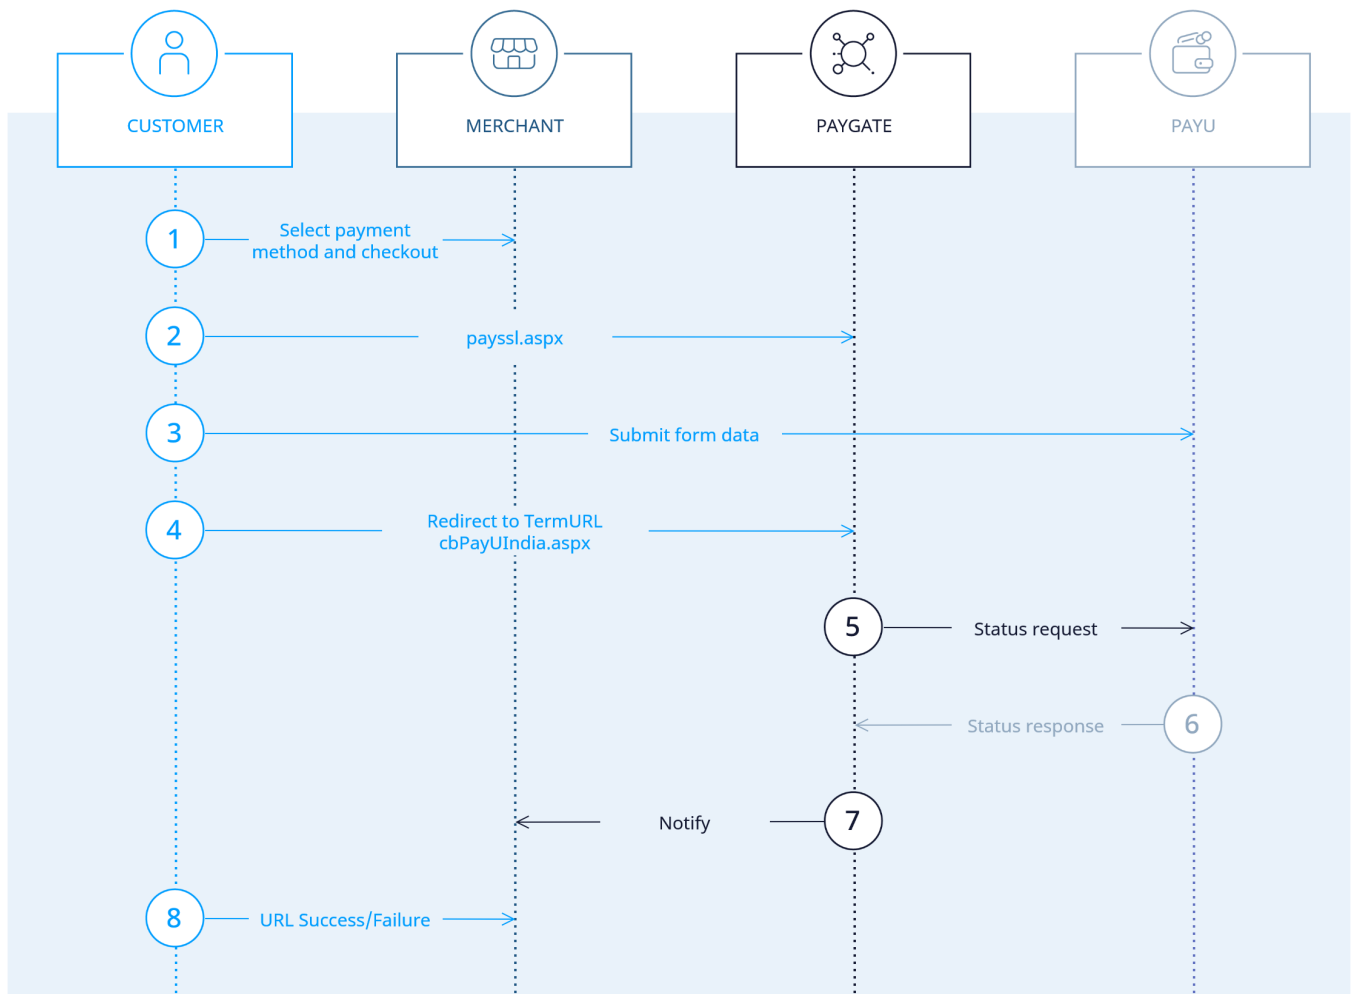 CUSTOMER
MERCHANT
PAYGATE
PAYU
1
Select payment
method and checkout
2
payssl.aspx
3
Submit form data
4
Redirect to TermURL
cbPayUIndia.aspx
5
Status request
Status response
6
Notify
7
8
URL Success/Failure